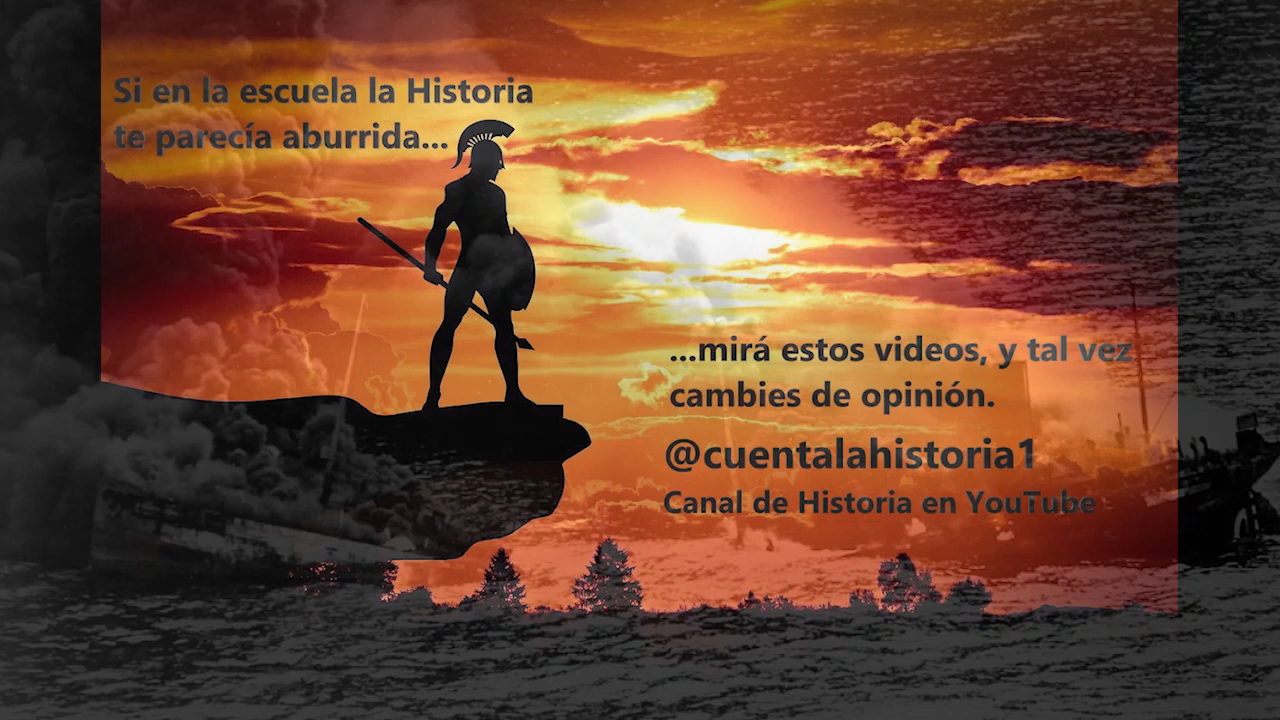 Si en la escuela la Historia
te parecía aburrida...
...mirá estos videos, y tal vez
cambies de opinión.
@cuentalahistoria1
Canal de Historia en YouTube